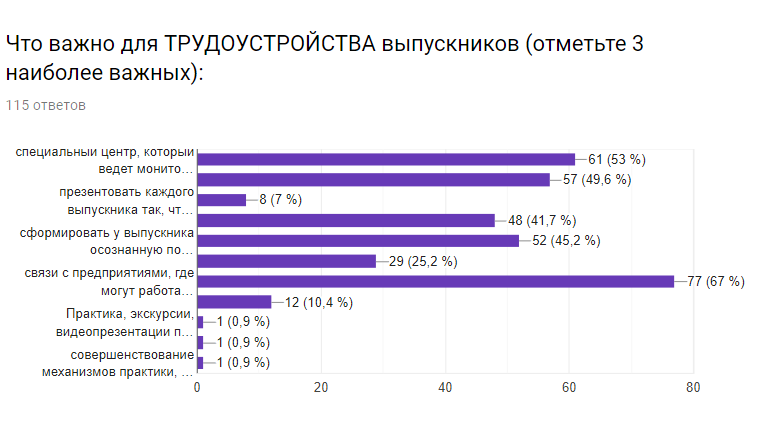 Что важно для ТРУДОУСТРОЙСТВА выпускников (отметьте 3
наиболее важных):
115 ответов
специальный центр, который
ведет монито…
61 (53 %)
57 (49,6 %)
презентовать каждого
выпускника так, чт…
8 (7 %)
48 (41,7 %)
сформировать у выпускника
осознанную по…
52 (45,2 %)
29 (25,2 %)
связи с предприятиями, где
могут работа…
77 (67 %)
12 (10,4 %)
Практика, экскурсии,
видеопрезентации п…
1 (0,9 %)
1 (0,9 %)
совершенствование
механизмов практики, …
1 (0,9 %)
0 20 40 60 80